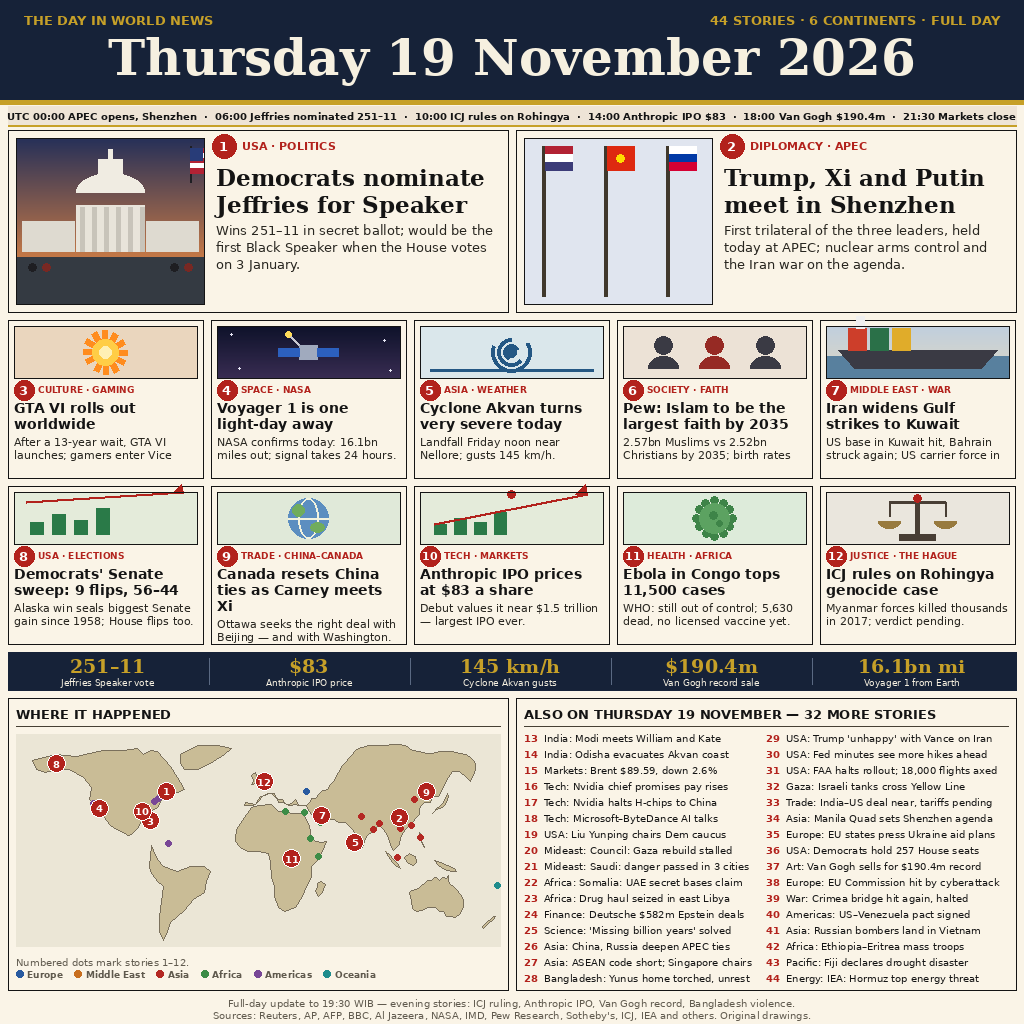 THE DAY IN WORLD NEWS
44 STORIES · 6 CONTINENTS · FULL DAY
Thursday 19 November 2026
UTC 00:00 APEC opens, Shenzhen · 06:00 Jeffries nominated 251–11 · 10:00 ICJ rules on Rohingya · 14:00 Anthropic IPO $83 · 18:00 Van Gogh $190.4m · 21:30 Markets close
1 USA · POLITICS
Democrats nominate
Jeffries for Speaker
Wins 251–11 in secret ballot; would be the
first Black Speaker when the House votes
on 3 January.
2 DIPLOMACY · APEC
Trump, Xi and Putin
meet in Shenzhen
First trilateral of the three leaders, held
today at APEC; nuclear arms control and
the Iran war on the agenda.
3 CULTURE · GAMING
GTA VI rolls out
worldwide
After a 13-year wait, GTA VI
launches; gamers enter Vice
4 SPACE · NASA
Voyager 1 is one
light-day away
NASA confirms today: 16.1bn
miles out; signal takes 24 hours.
5 ASIA · WEATHER
Cyclone Akvan turns
very severe today
Landfall Friday noon near
Nellore; gusts 145 km/h.
6 SOCIETY · FAITH
Pew: Islam to be the
largest faith by 2035
2.57bn Muslims vs 2.52bn
Christians by 2035; birth rates
7 MIDDLE EAST · WAR
Iran widens Gulf
strikes to Kuwait
US base in Kuwait hit, Bahrain
struck again; US carrier force in
8 USA · ELECTIONS
Democrats' Senate
sweep: 9 flips, 56–44
Alaska win seals biggest Senate
gain since 1958; House flips too.
9 TRADE · CHINA–CANADA
Canada resets China
ties as Carney meets
Xi
Ottawa seeks the right deal with
Beijing — and with Washington.
10 TECH · MARKETS
Anthropic IPO prices
at $83 a share
Debut values it near $1.5 trillion
— largest IPO ever.
11 HEALTH · AFRICA
Ebola in Congo tops
11,500 cases
WHO: still out of control; 5,630
dead, no licensed vaccine yet.
12 JUSTICE · THE HAGUE
ICJ rules on Rohingya
genocide case
Myanmar forces killed thousands
in 2017; verdict pending.
251–11
Jeffries Speaker vote
$83
Anthropic IPO price
145 km/h
Cyclone Akvan gusts
$190.4m
Van Gogh record sale
16.1bn mi
Voyager 1 from Earth
WHERE IT HAPPENED
8
1
4
10
3
12
7
9
2
5
11
Numbered dots mark stories 1–12.
Europe Middle East Asia Africa Americas Oceania
ALSO ON THURSDAY 19 NOVEMBER — 32 MORE STORIES
13 India: Modi meets William and Kate
14 India: Odisha evacuates Akvan coast
15 Markets: Brent $89.59, down 2.6%
16 Tech: Nvidia chief promises pay rises
17 Tech: Nvidia halts H-chips to China
18 Tech: Microsoft–ByteDance AI talks
19 USA: Liu Yunping chairs Dem caucus
20 Mideast: Council: Gaza rebuild stalled
21 Mideast: Saudi: danger passed in 3 cities
22 Africa: Somalia: UAE secret bases claim
23 Africa: Drug haul seized in east Libya
24 Finance: Deutsche $582m Epstein deals
25 Science: 'Missing billion years' solved
26 Asia: China, Russia deepen APEC ties
27 Asia: ASEAN code short; Singapore chairs
28 Bangladesh: Yunus home torched, unrest
29 USA: Trump 'unhappy' with Vance on Iran
30 USA: Fed minutes see more hikes ahead
31 USA: FAA halts rollout; 18,000 flights axed
32 Gaza: Israeli tanks cross Yellow Line
33 Trade: India–US deal near, tariffs pending
34 Asia: Manila Quad sets Shenzhen agenda
35 Europe: EU states press Ukraine aid plans
36 USA: Democrats hold 257 House seats
37 Art: Van Gogh sells for $190.4m record
38 Europe: EU Commission hit by cyberattack
39 War: Crimea bridge hit again, halted
40 Americas: US–Venezuela pact signed
41 Asia: Russian bombers land in Vietnam
42 Africa: Ethiopia–Eritrea mass troops
43 Pacific: Fiji declares drought disaster
44 Energy: IEA: Hormuz top energy threat
Full-day update to 19:30 WIB — evening stories: ICJ ruling, Anthropic IPO, Van Gogh record, Bangladesh violence.
Sources: Reuters, AP, AFP, BBC, Al Jazeera, NASA, IMD, Pew Research, Sotheby's, ICJ, IEA and others. Original drawings.